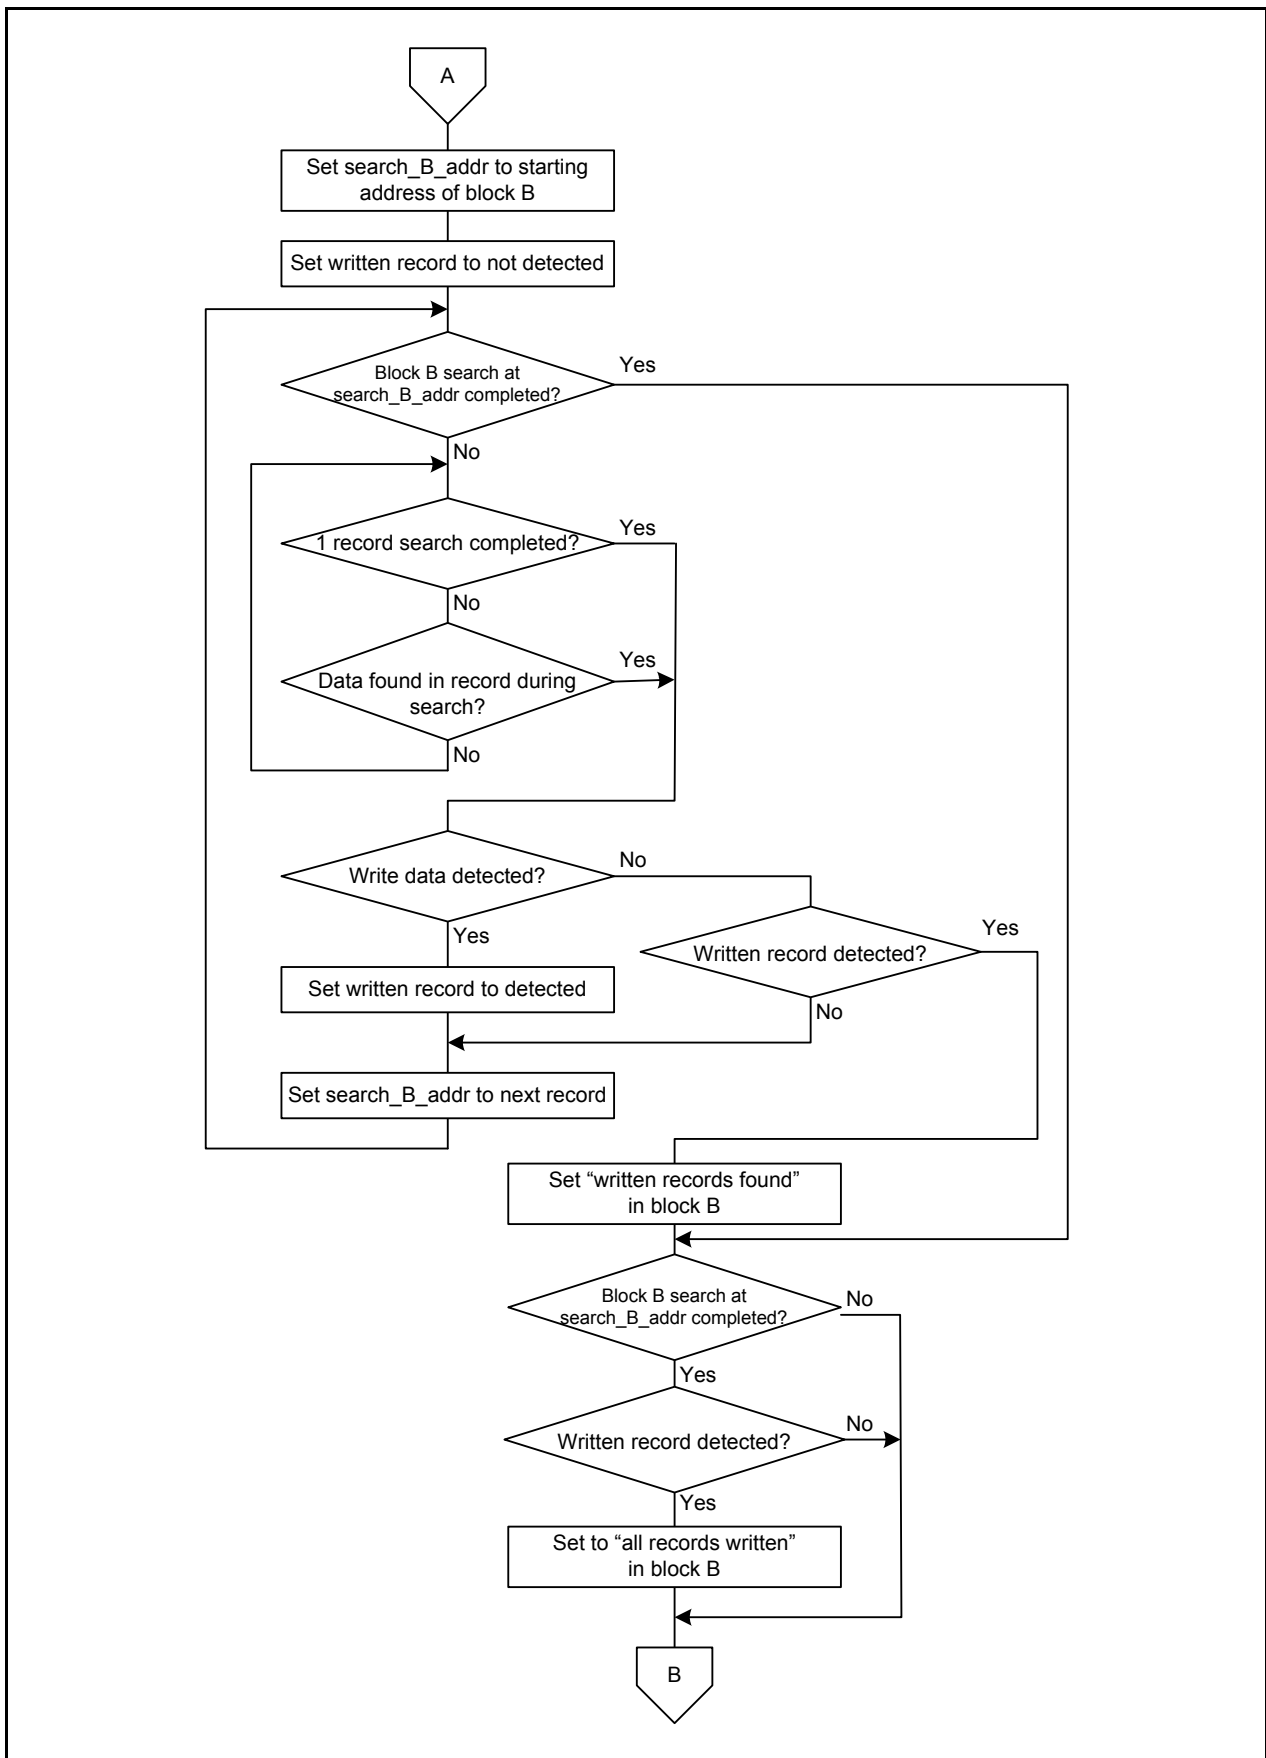 A
Set search_B_addr to starting
address of block B
Set written record to not detected
Block B search at
search_B_addr completed?
Yes
No
1 record search completed?
Yes
No
Data found in record during
search?
Yes
No
Write data detected?
No
Yes
Written record detected?
Yes
No
Set written record to detected
Set search_B_addr to next record
Set “written records found”
in block B
Block B search at
search_B_addr completed?
No
Yes
Written record detected?
No
Yes
Set to “all records written”
in block B
B